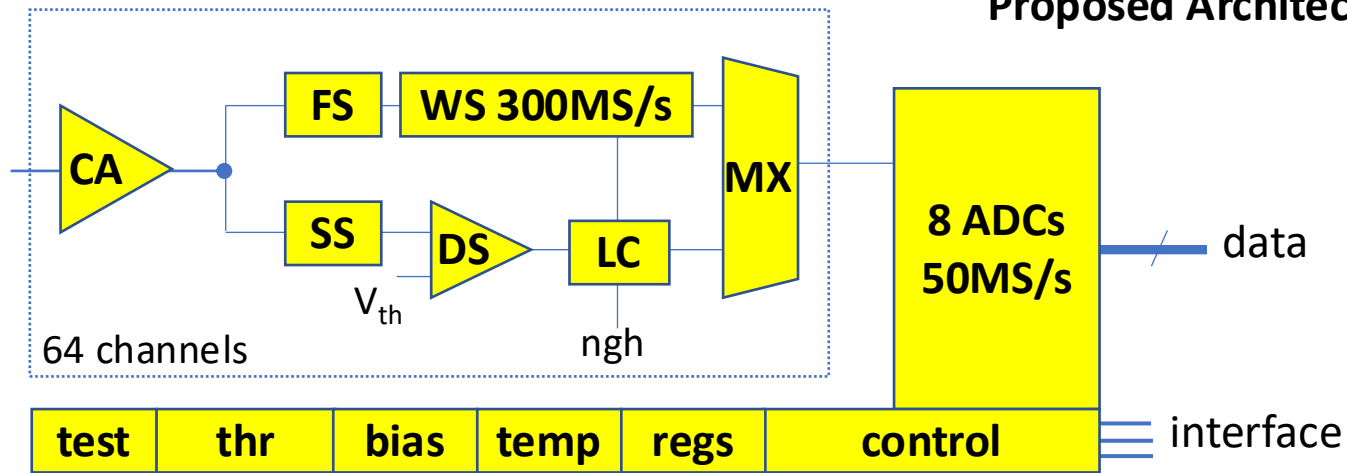 Proposed Architec
FS
WS 300MS/s
CA
MX
SS
DS
LC
V_th
ngh
64 channels
8 ADCs
50MS/s
data
test
thr
bias
temp
regs
control
interface